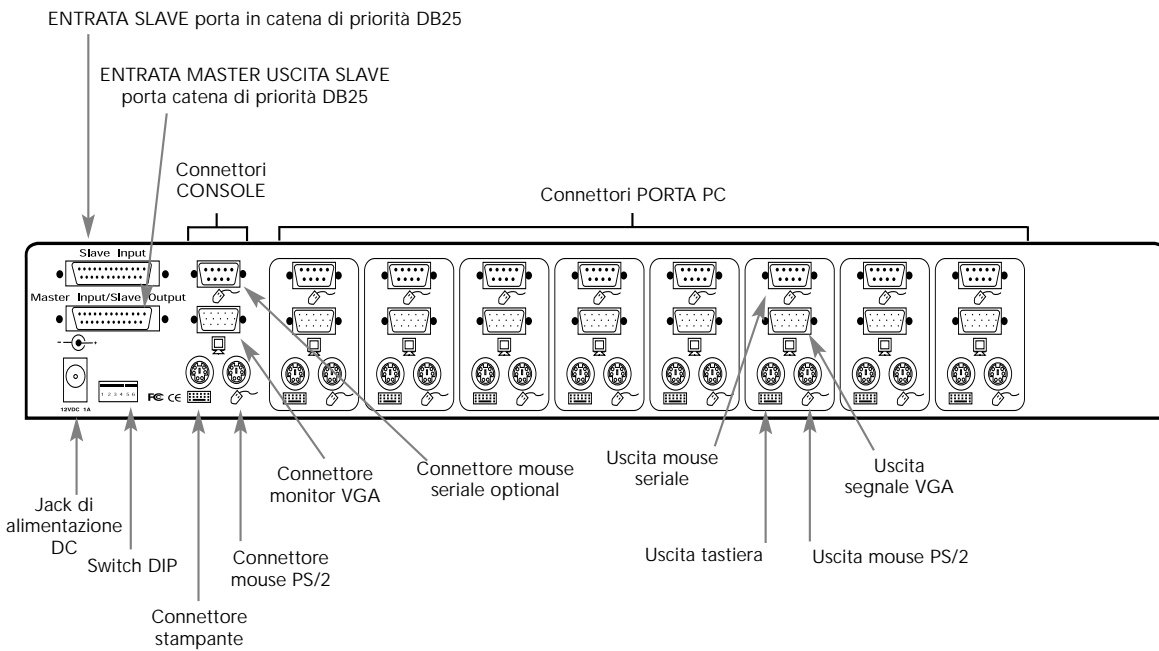 ENTRATA SLAVE porta in catena di priorità DB25
ENTRATA MASTER USCITA SLAVE
porta catena di priorità DB25
Connettori
CONSOLE
Connettori PORTA PC
Slave Input
Master Input/Slave Output
- +
12VDC 1A
1 2 3 4 5 6
FC CE
Connettore
monitor VGA
Connettore mouse
seriale optional
Uscita mouse
seriale
Uscita
segnale VGA
Jack di
alimentazione
DC
Switch DIP
Connettore
mouse PS/2
Uscita tastiera
Uscita mouse PS/2
Connettore
stampante